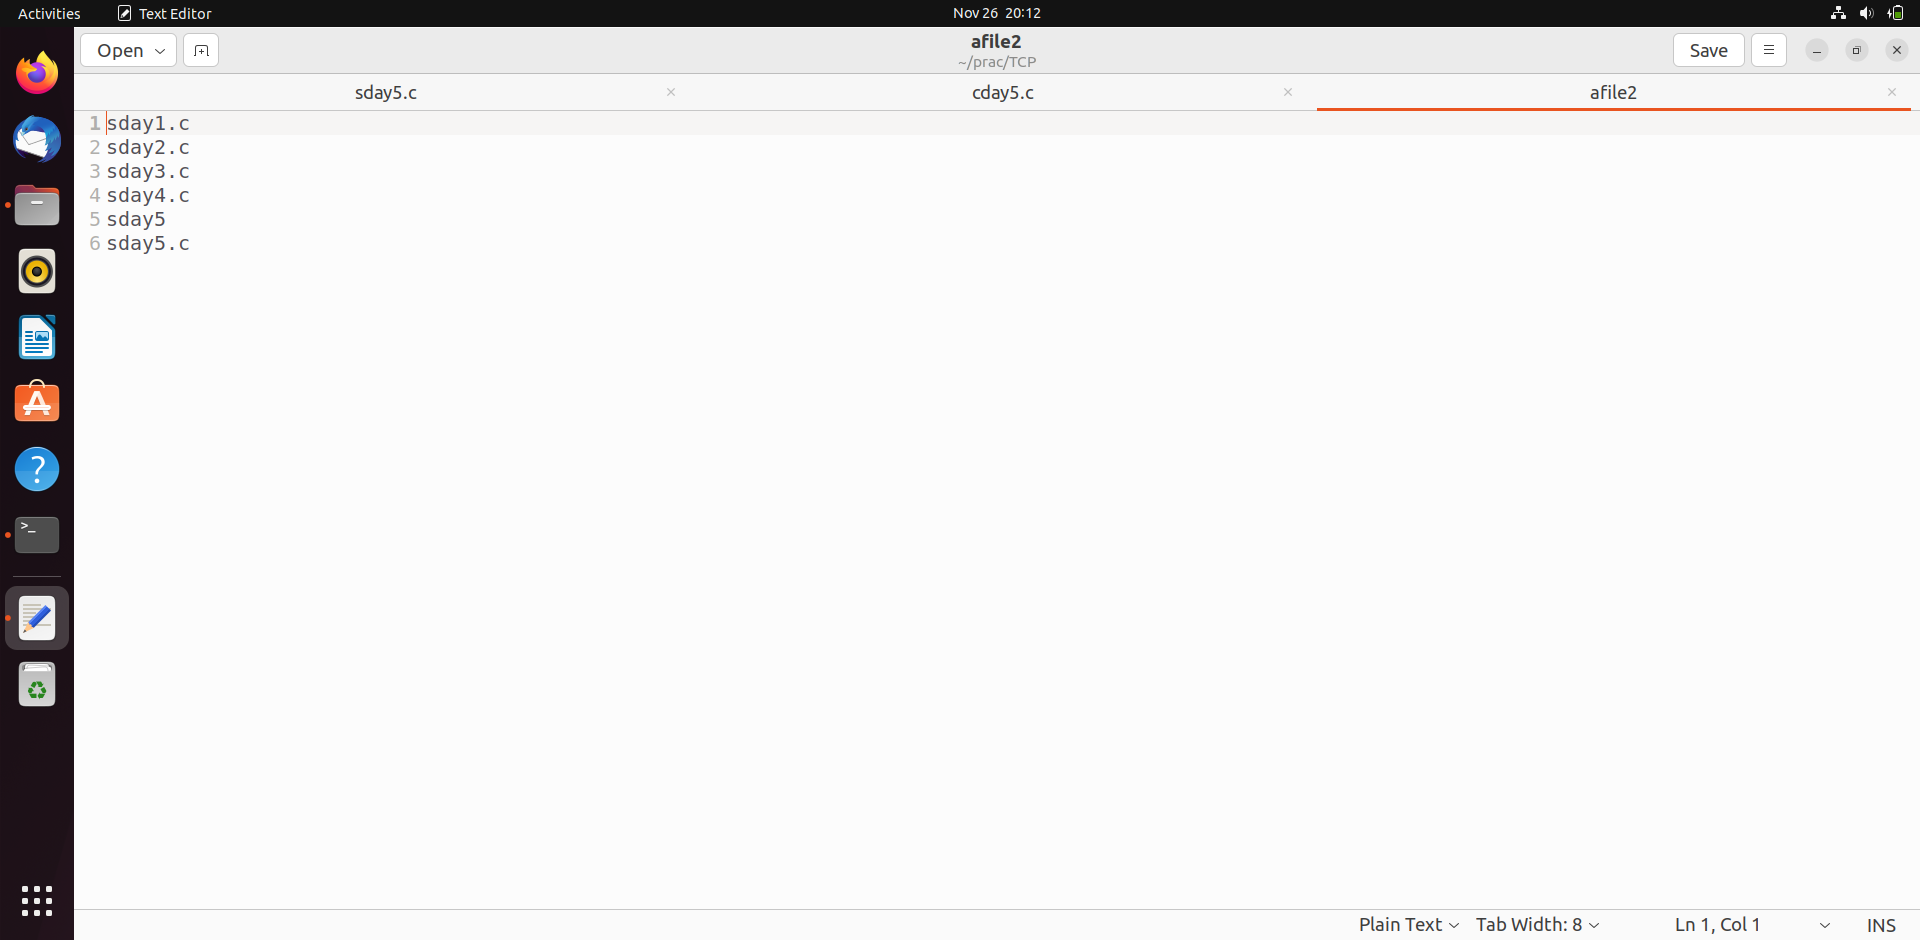 Activities Text Editor Nov 26 20:12
Open afile2 Save
~/prac/TCP
sday5.c cday5.c afile2
1 sday1.c
2 sday2.c
3 sday3.c
4 sday4.c
5 sday5
6 sday5.c
Plain Text Tab Width: 8 Ln 1, Col 1 INS